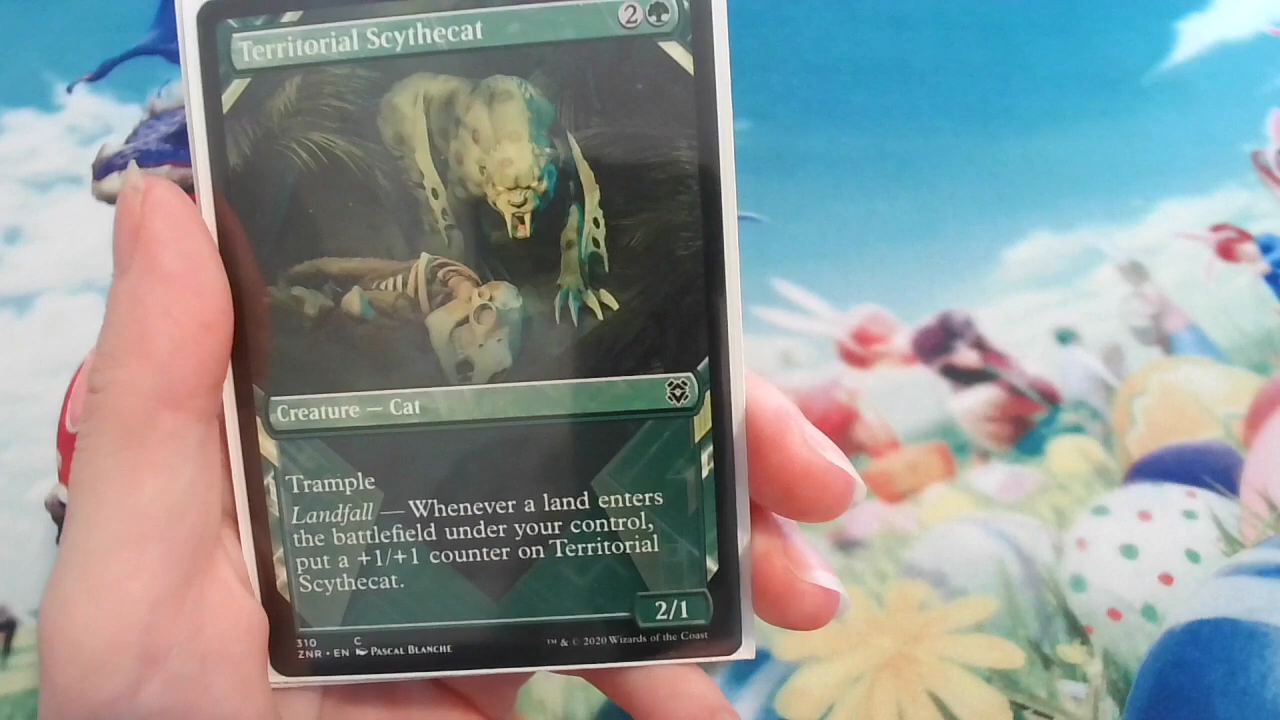 Territorial Scythecat 2
Creature — Cat
Trample
Landfall — Whenever a land enters
the battlefield under your control,
put a +1/+1 counter on Territorial
Scythecat.
2/1
310 C
ZNR • EN PASCAL BLANCHE
™ & © 2020 Wizards of the Coast